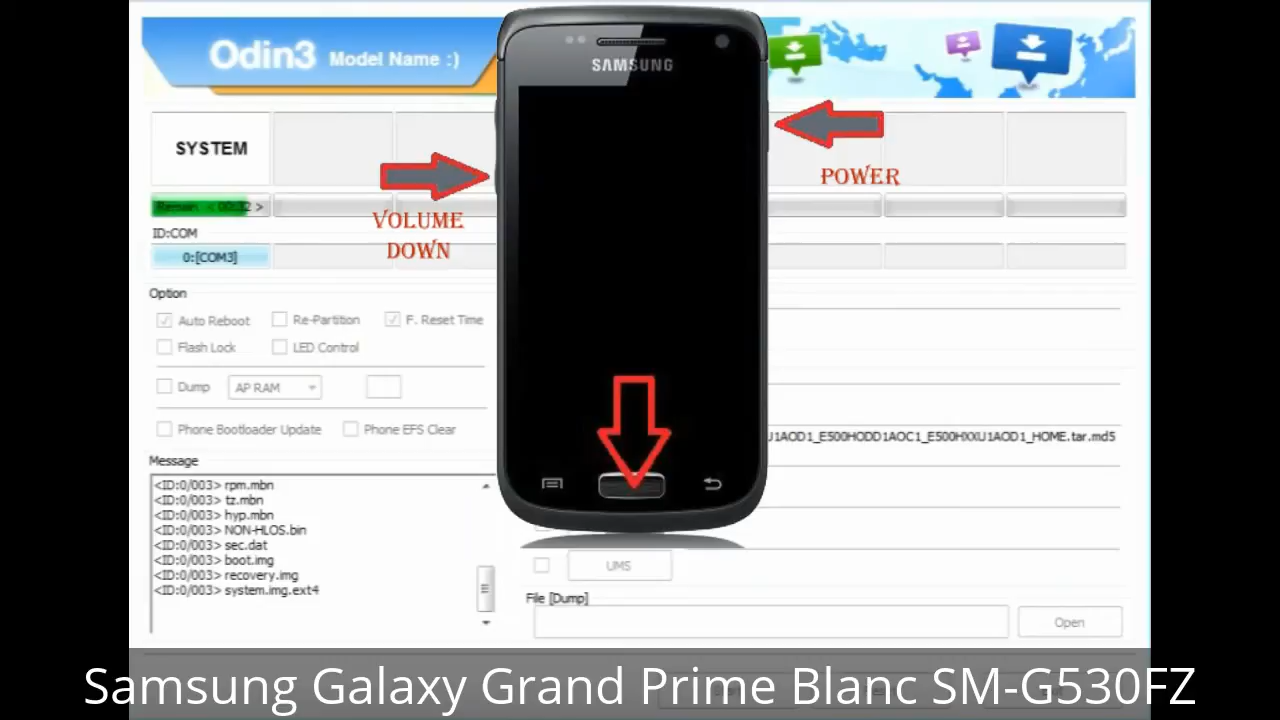 Odin3 Model Name :)
SAMSUNG
SYSTEM
POWER
VOLUME
DOWN
ID:COM
0:[COM3]
Option
Auto Reboot
Re-Partition
F. Reset Time
Flash Lock
LED Control
Dump
AP RAM
Phone Bootloader Update
Phone EFS Clear
U1AOD1_E500HODD1AOC1_E500HXXU1AOD1_HOME.tar.md5
Message
<ID:0/003> rpm.mbn
<ID:0/003> tz.mbn
<ID:0/003> hyp.mbn
<ID:0/003> NON-HLOS.bin
<ID:0/003> sec.dat
<ID:0/003> boot.img
<ID:0/003> recovery.img
<ID:0/003> system.img.ext4
UMS
File [Dump]
Open
Samsung Galaxy Grand Prime Blanc SM-G530FZ